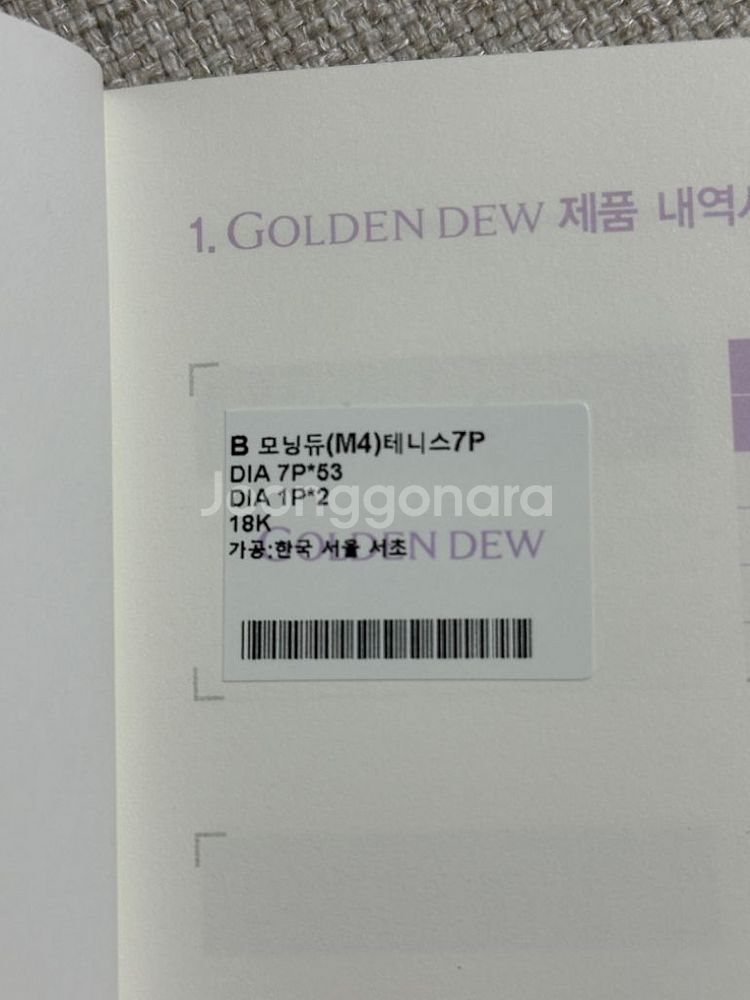 1. GOLDEN DEW 제품 내역
B 모닝듀(M4)테니스7P
DIA 7P*53
DIA 1P*2
Joonggonara
18K
가공:한국 서울 서초
GOLDEN DEW